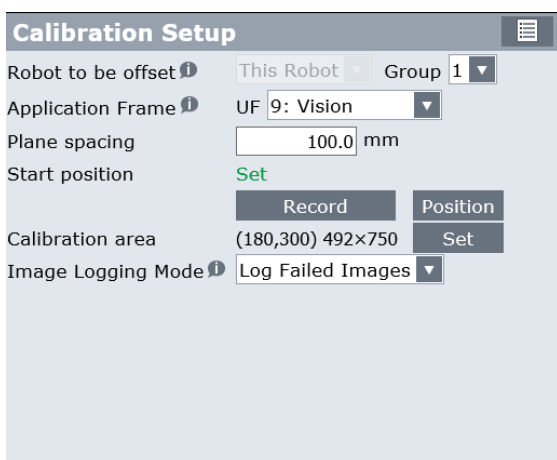 Calibration Setup
Robot to be offset This Robot Group 1
Application Frame UF 9: Vision
Plane spacing 100.0 mm
Start position Set
Record Position
Calibration area (180,300) 492×750 Set
Image Logging Mode Log Failed Images